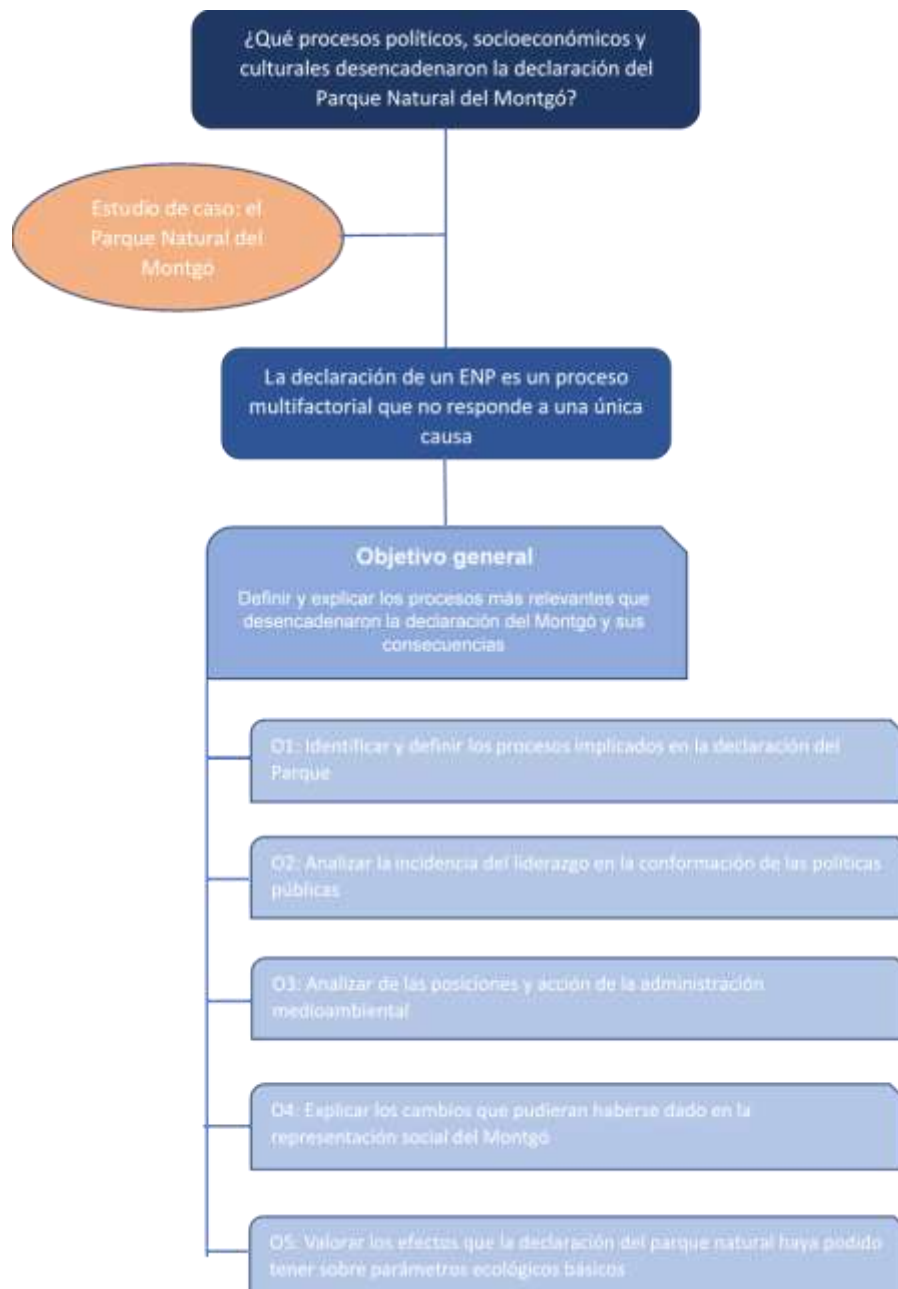 ¿Qué procesos políticos, socioeconómicos y
culturales desencadenaron la declaración del
Parque Natural del Montgó?
Estudio de caso: el
Parque Natural del
Montgó
La declaración de un ENP es un proceso
multifactorial que no responde a una única
causa
Objetivo general
Definir y explicar los procesos más relevantes que
desencadenaron la declaración del Montgó y sus
consecuencias
O1: Identificar y definir los procesos implicados en la declaración del
Parque
O2: Analizar la incidencia del liderazgo en la conformación de las políticas
públicas
O3: Analizar de las posiciones y acción de la administración
medioambiental
O4: Explicar los cambios que pudieran haberse dado en la
representación social del Montgó
O5: Valorar los efectos que la declaración del parque natural haya podido
tener sobre parámetros ecológicos básicos